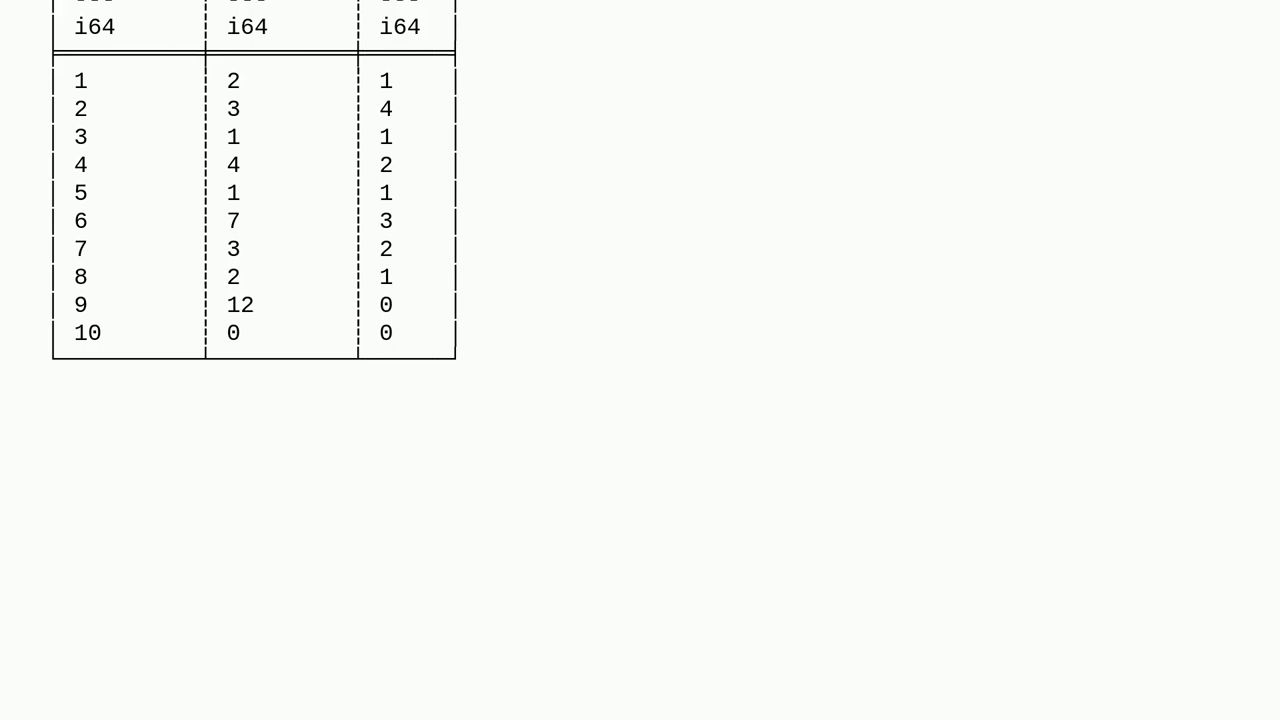 i64 i64 i64
1 2 1
2 3 4
3 1 1
4 4 2
5 1 1
6 7 3
7 3 2
8 2 1
9 12 0
10 0 0